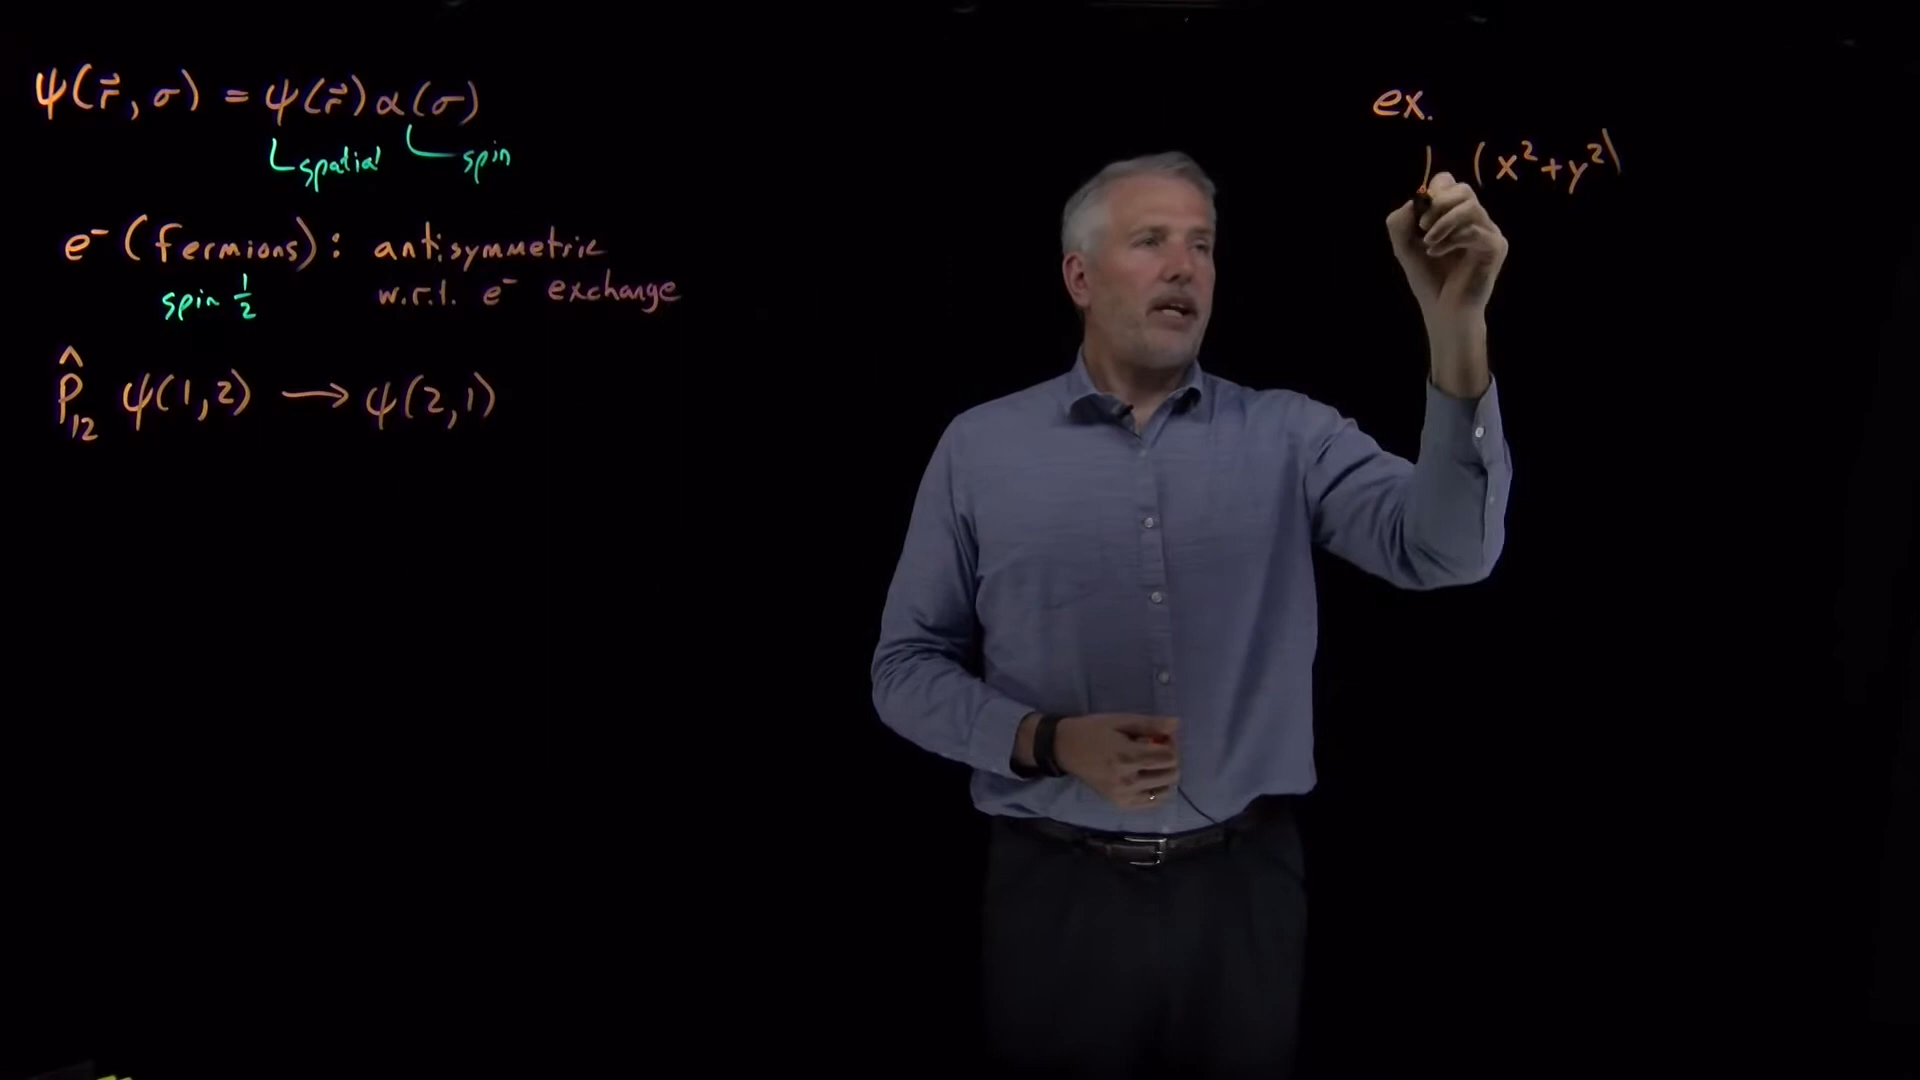 ψ(r⃗, σ) = ψ(r⃗) α(σ)
spatial spin
e⁻ (fermions): antisymmetric
spin 1/2 w.r.t. e⁻ exchange
P̂₁₂ ψ(1,2) → ψ(2,1)
ex.
(x²+y²)